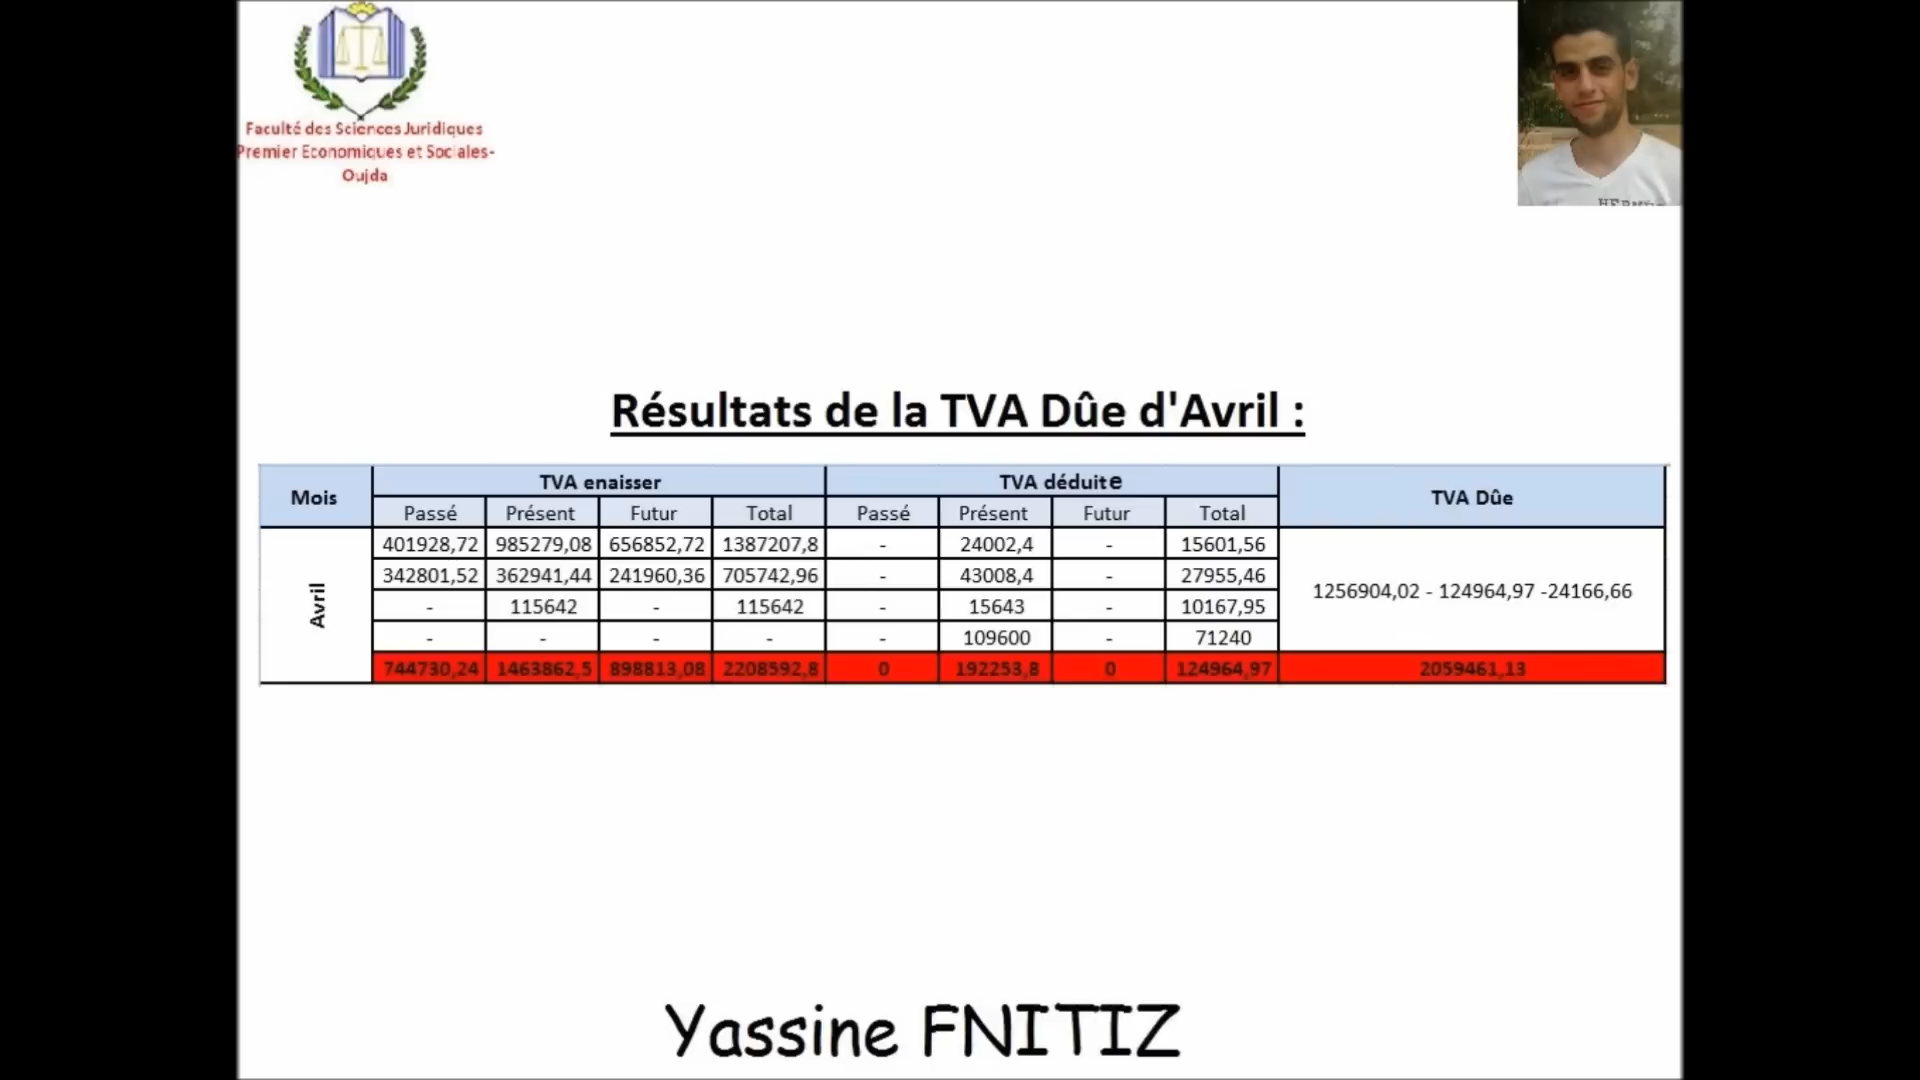 Faculté des Sciences Juridiques
Premier Economiques et Sociales-
Oujda
HERMES
Résultats de la TVA Dûe d'Avril :
Mois TVA enaisser TVA déduite TVA Dûe
Passé Présent Futur Total Passé Présent Futur Total
401928,72 985279,08 656852,72 1387207,8 - 24002,4 - 15601,56
342801,52 362941,44 241960,36 705742,96 - 43008,4 - 27955,46
1256904,02 - 124964,97 -24166,66
Avril
- 115642 - 115642 - 15643 - 10167,95
- - - - - 109600 - 71240
744730,24 1463862,5 898813,08 2208592,8 0 192253,8 0 124964,97 2059461,13
Yassine FNITIZ